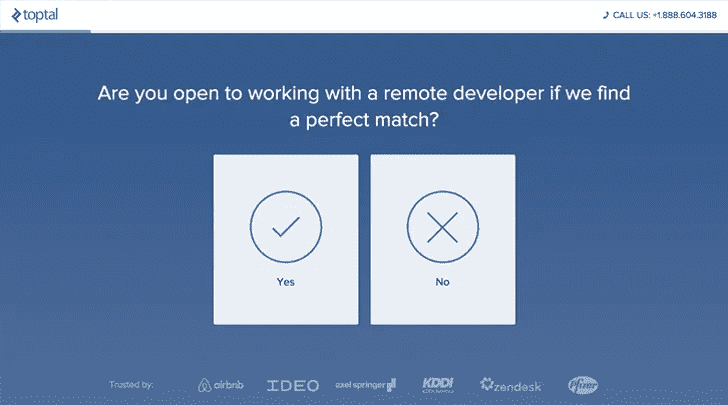 toptal
CALL US: +1.888.604.3188
Are you open to working with a remote developer if we find
a perfect match?
Yes
No
Trusted by:
airbnb
IDEO
axel springer
KDDI
zendesk
Pfizer